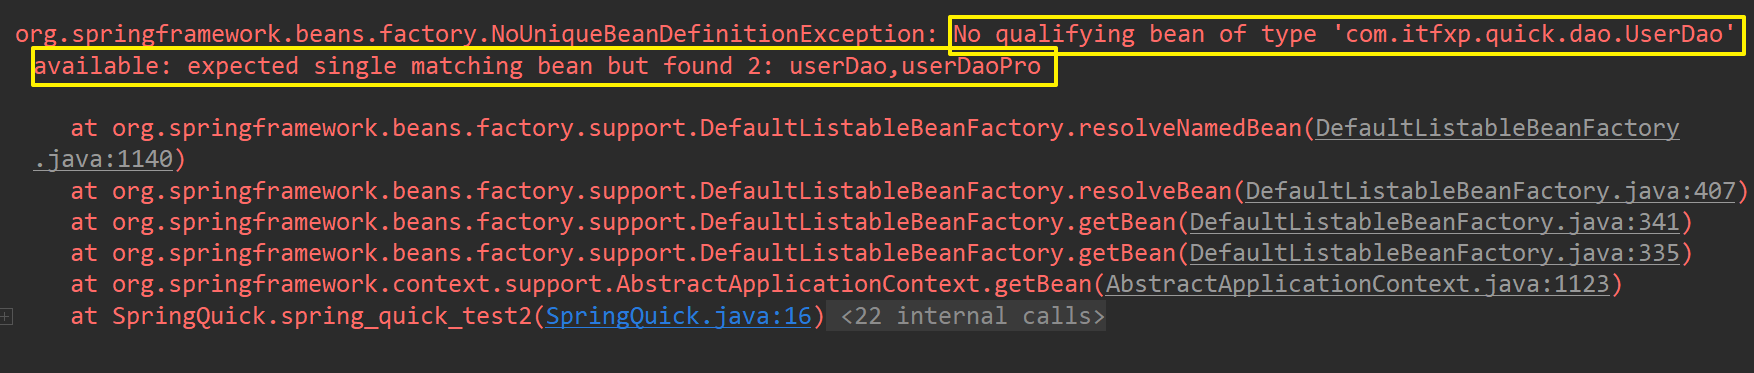 org.springframework.beans.factory.NoUniqueBeanDefinitionException: No qualifying bean of type 'com.itfxp.quick.dao.UserDao'
available: expected single matching bean but found 2: userDao,userDaoPro
at org.springframework.beans.factory.support.DefaultListableBeanFactory.resolveNamedBean(DefaultListableBeanFactory
.java:1140)
at org.springframework.beans.factory.support.DefaultListableBeanFactory.resolveBean(DefaultListableBeanFactory.java:407)
at org.springframework.beans.factory.support.DefaultListableBeanFactory.getBean(DefaultListableBeanFactory.java:341)
at org.springframework.beans.factory.support.DefaultListableBeanFactory.getBean(DefaultListableBeanFactory.java:335)
at org.springframework.context.support.AbstractApplicationContext.getBean(AbstractApplicationContext.java:1123)
at SpringQuick.spring_quick_test2(SpringQuick.java:16) <22 internal calls>